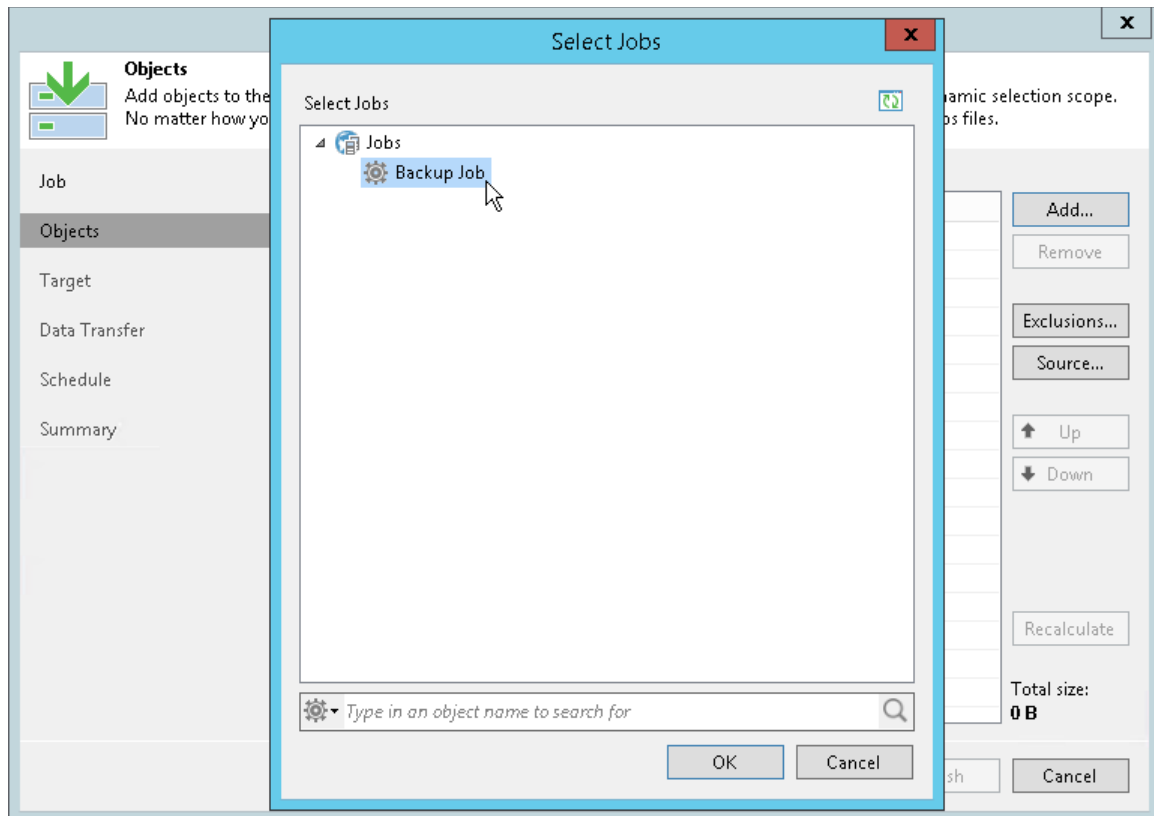 x
Select Jobs
x
Objects
Add objects to the
No matter how yo
amic selection scope.
os files.
Select Jobs
Jobs
Backup Job
Job
Objects
Target
Data Transfer
Schedule
Summary
Add...
Remove
Exclusions...
Source...
Up
Down
Recalculate
Total size:
0 B
Type in an object name to search for
OK
Cancel
sh
Cancel